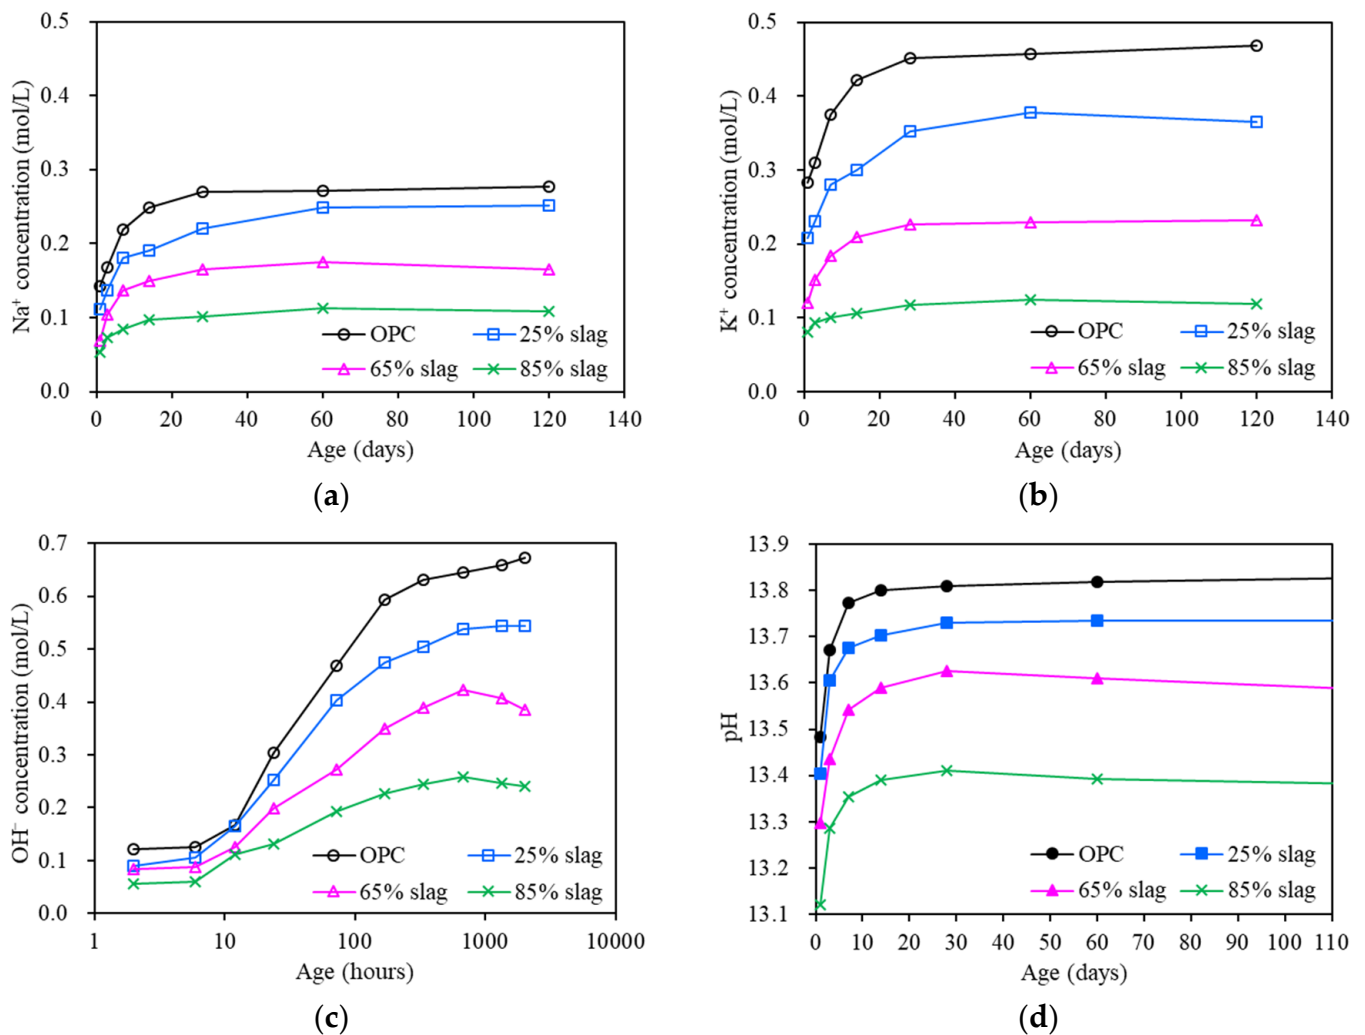 0.5
0.4
0.3
0.2
0.1
0.0
Na⁺ concentration (mol/L)
OPC
25% slag
65% slag
85% slag
0 20 40 60 80 100 120 140
Age (days)
(a)
0.5
0.4
0.3
0.2
0.1
0.0
K⁺ concentration (mol/L)
OPC
25% slag
65% slag
85% slag
0 20 40 60 80 100 120 140
Age (days)
(b)
0.7
0.6
0.5
0.4
0.3
0.2
0.1
0.0
OH⁻ concentration (mol/L)
OPC
25% slag
65% slag
85% slag
1 10 100 1000 10000
Age (hours)
(c)
13.9
13.8
13.7
13.6
13.5
13.4
13.3
13.2
13.1
pH
OPC
25% slag
65% slag
85% slag
0 10 20 30 40 50 60 70 80 90 100 110
Age (days)
(d)